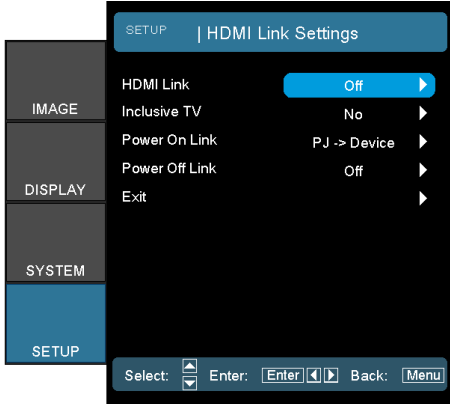 SETUP | HDMI Link Settings
HDMI Link Off
Inclusive TV No
Power On Link PJ -> Device
Power Off Link Off
Exit
IMAGE
DISPLAY
SYSTEM
SETUP
Select: Enter: Enter Back: Menu